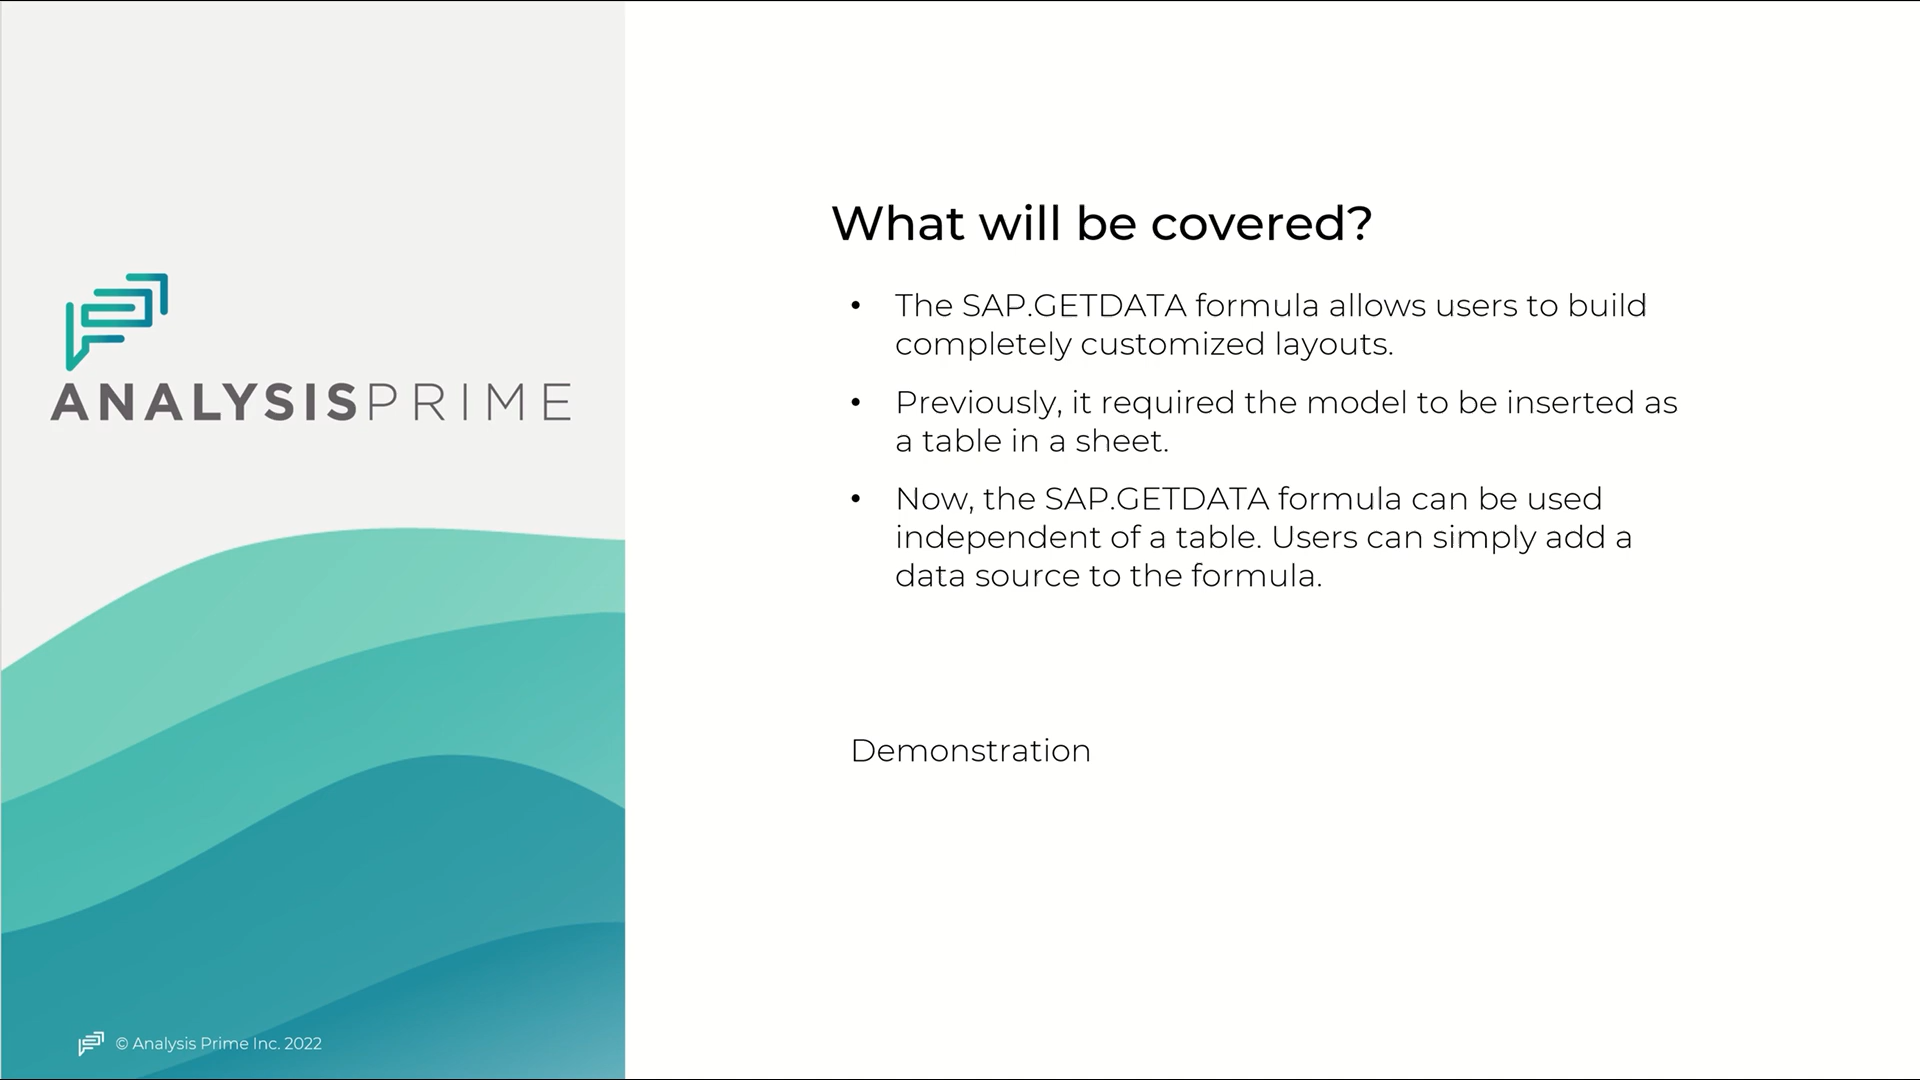 ANALYSISPRIME
© Analysis Prime Inc. 2022
What will be covered?
• The SAP.GETDATA formula allows users to build
completely customized layouts.
• Previously, it required the model to be inserted as
a table in a sheet.
• Now, the SAP.GETDATA formula can be used
independent of a table. Users can simply add a
data source to the formula.
Demonstration